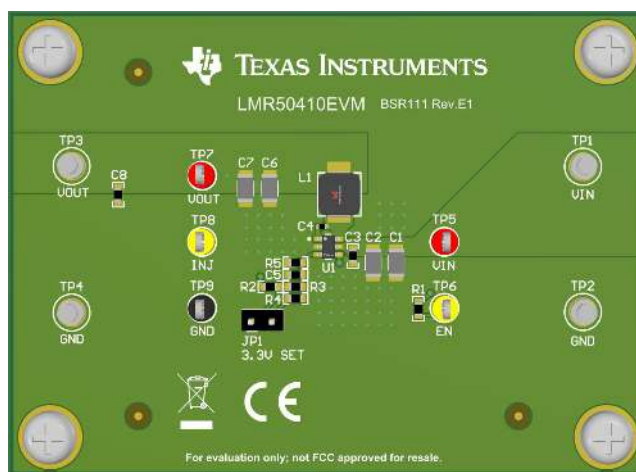 TEXAS INSTRUMENTS
LMR50410EVM BSR111 Rev.E1
TP3
VOUT
C8
TP7
VOUT
C7 C6
L1
TP1
VIN
TP8
INJ
C4
U1
C3 C2 C1
TP5
VIN
TP4
GND
TP9
GND
R5
C5
R2 R3
R4
R1
TP6
EN
TP2
GND
JP1
3.3V SET
CE
For evaluation only; not FCC approved for resale.